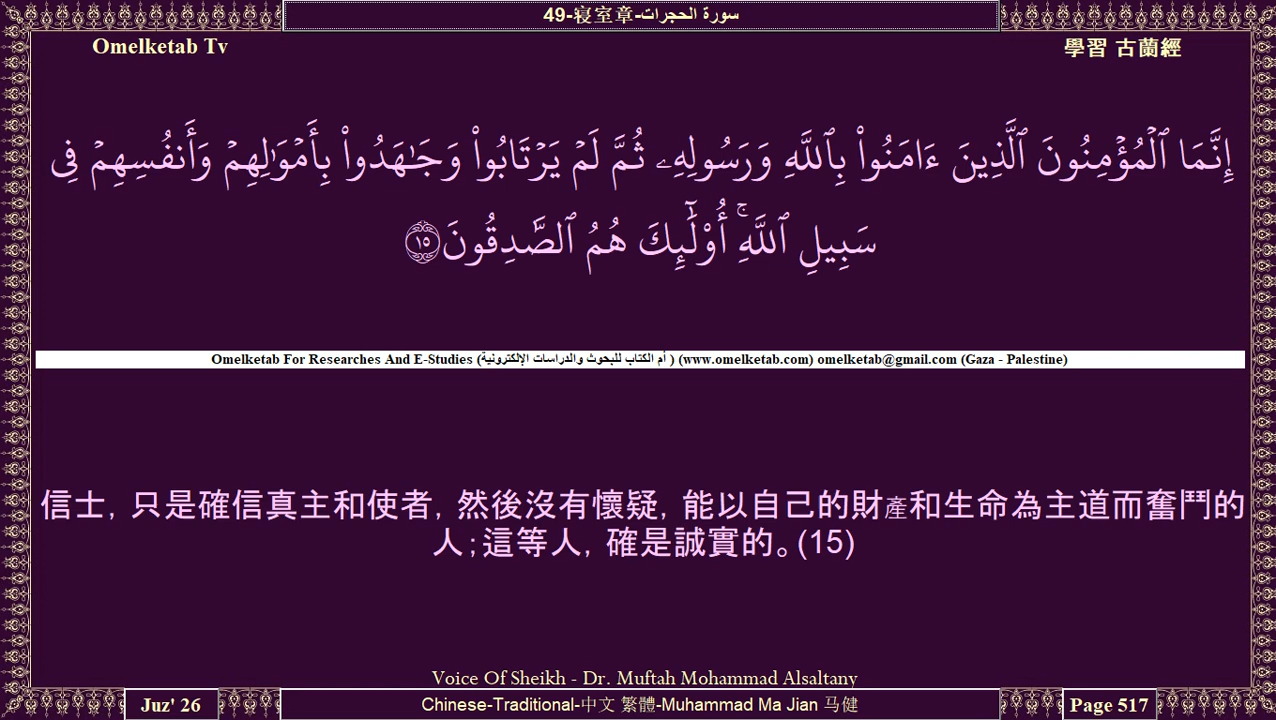 49-寢室章-سورة الحجرات
Omelketab Tv
學習 古蘭經
إِنَّمَا ٱلْمُؤْمِنُونَ ٱلَّذِينَ ءَامَنُوا۟ بِٱللَّهِ وَرَسُولِهِۦ ثُمَّ لَمْ يَرْتَابُوا۟ وَجَـٰهَدُوا۟ بِأَمْوَٰلِهِمْ وَأَنفُسِهِمْ فِى
سَبِيلِ ٱللَّهِ ۚ أُو۟لَـٰٓئِكَ هُمُ ٱلصَّـٰدِقُونَ ١٥
Omelketab For Researches And E-Studies (أم الكتاب للبحوث والدراسات الإلكترونية ) (www.omelketab.com) omelketab@gmail.com (Gaza - Palestine)
信士，只是確信真主和使者，然後沒有懷疑，能以自己的財產和生命為主道而奮鬥的
人；這等人，確是誠實的。(15)
Voice Of Sheikh - Dr. Muftah Mohammad Alsaltany
Juz' 26
Chinese-Traditional-中文 繁體-Muhammad Ma Jian 马健
Page 517